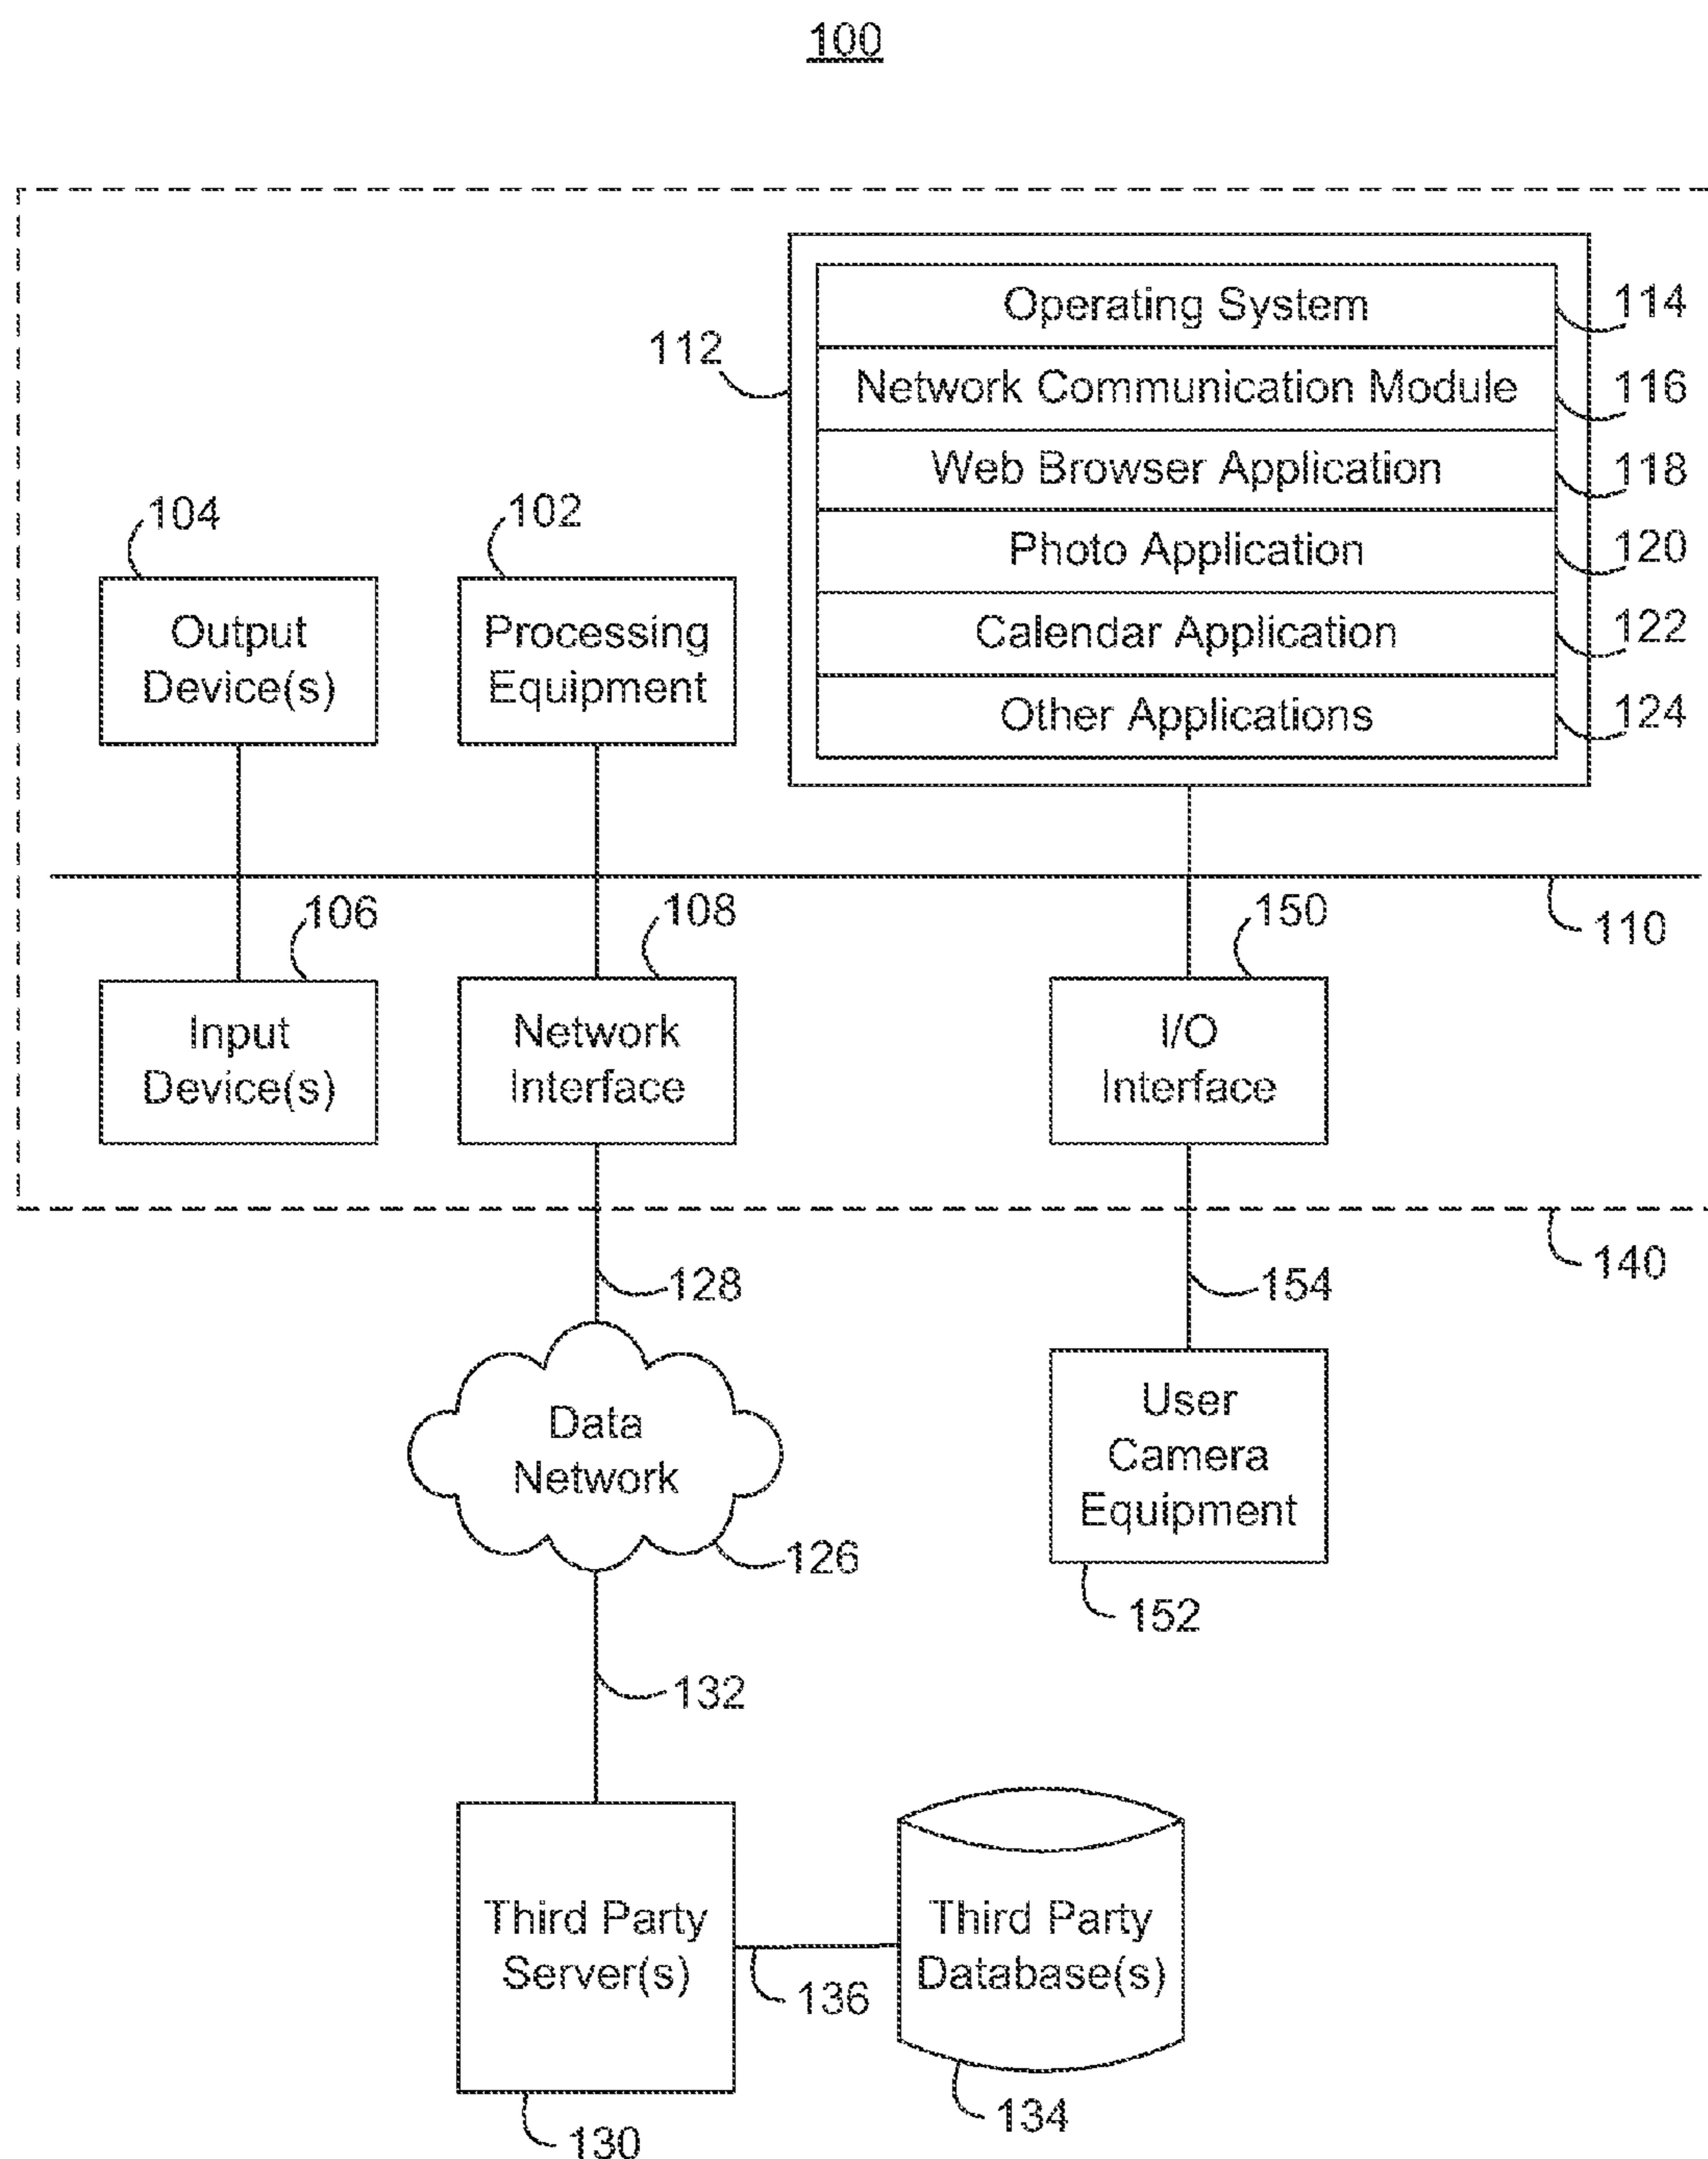 100
Operating System
114
112
Network Communication Module
116
Web Browser Application
118
104
102
Photo Application
120
Output
Device(s)
Processing
Equipment
Calendar Application
122
Other Applications
124
106
108
150
110
Input
Device(s)
Network
Interface
I/O
Interface
140
128
154
Data
Network
User
Camera
Equipment
126
152
132
Third Party
Server(s)
Third Party
Database(s)
136
134
130